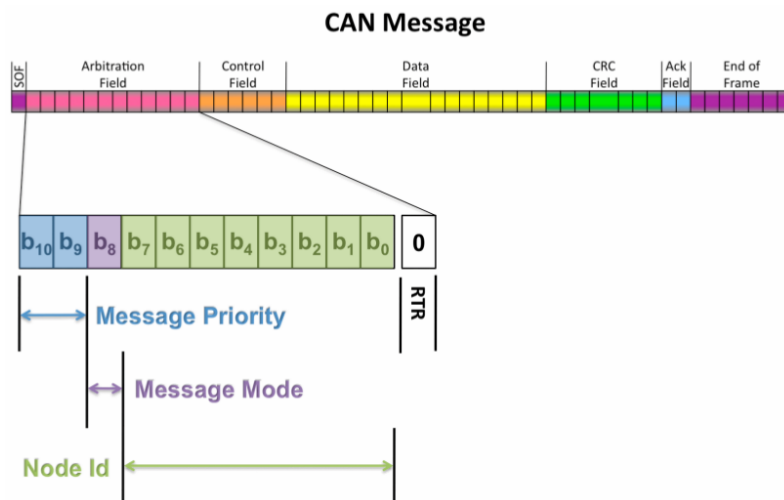 CAN Message
SOF
Arbitration
Field
Control
Field
Data
Field
CRC
Field
Ack
Field
End of
Frame
b₁₀ b₉ b₈ b₇ b₆ b₅ b₄ b₃ b₂ b₁ b₀ 0
Message Priority
RTR
Message Mode
Node Id